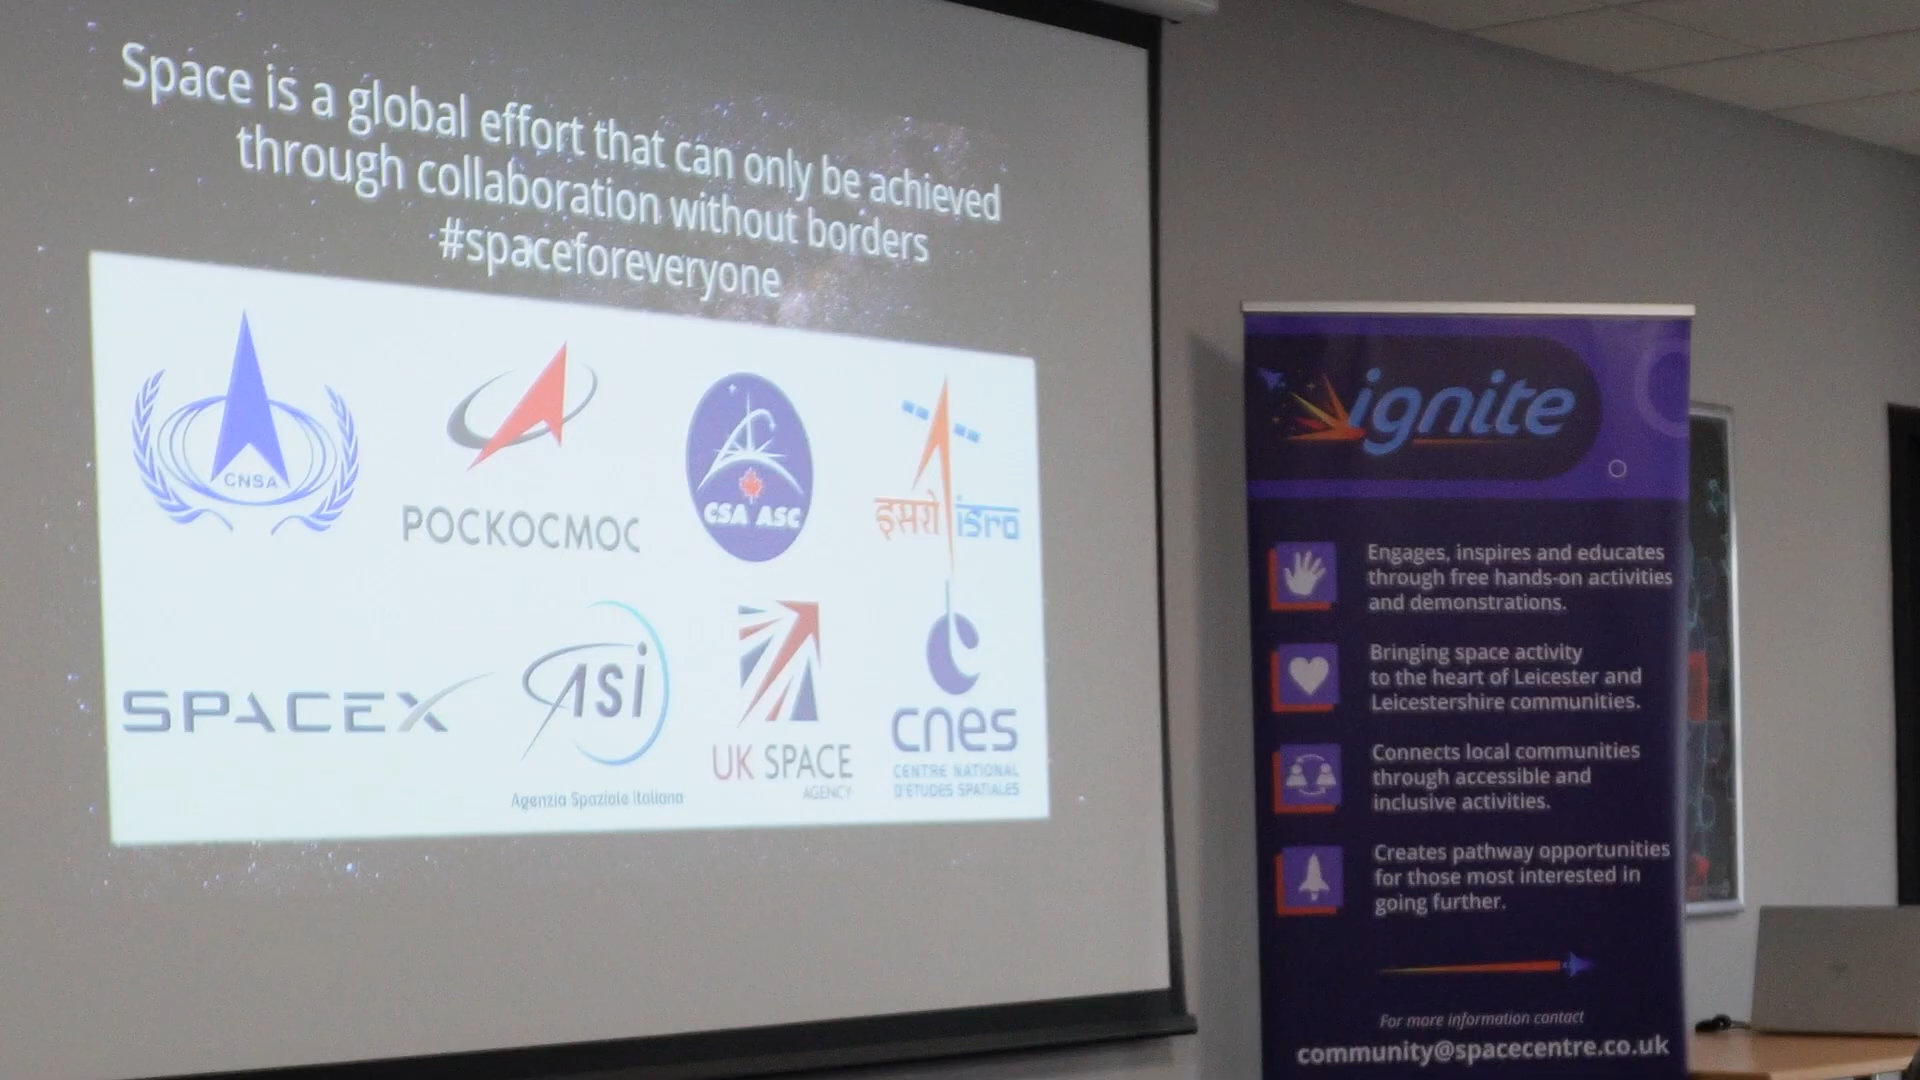 Space is a global effort that can only be achieved
through collaboration without borders
#spaceforeveryone
CNSA
РОСКОСМОС
CSA ASC
इसरो isro
SPACEX
ASI
Agenzia Spaziale Italiana
UK SPACE
AGENCY
cnes
CENTRE NATIONAL
D'ÉTUDES SPATIALES
ignite
Engages, inspires and educates
through free hands-on activities
and demonstrations.
Bringing space activity
to the heart of Leicester and
Leicestershire communities.
Connects local communities
through accessible and
inclusive activities.
Creates pathway opportunities
for those most interested in
going further.
For more information contact
community@spacecentre.co.uk